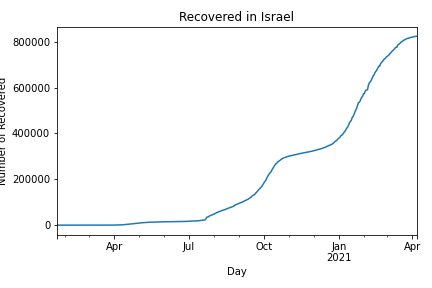 Recovered in Israel
800000
600000
400000
200000
0
Number of Recovered
Apr Jul Oct Jan Apr
2021
Day